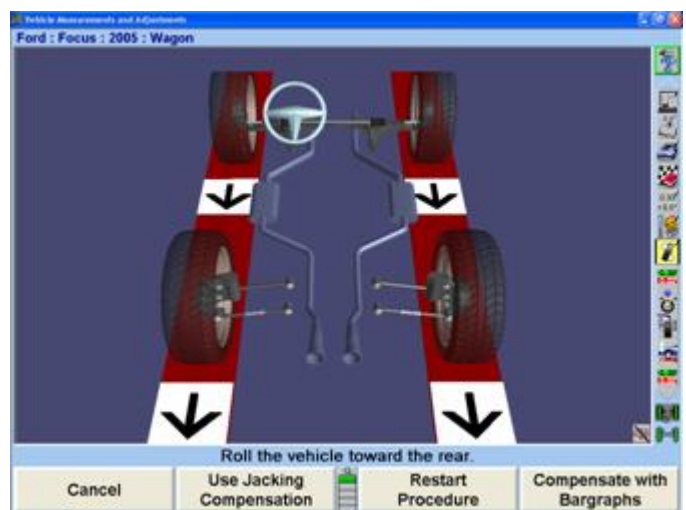 Vehicle Measurements and Adjustments
Ford : Focus : 2005 : Wagon
Roll the vehicle toward the rear.
Cancel
Use Jacking
Compensation
Restart
Procedure
Compensate with
Bargraphs